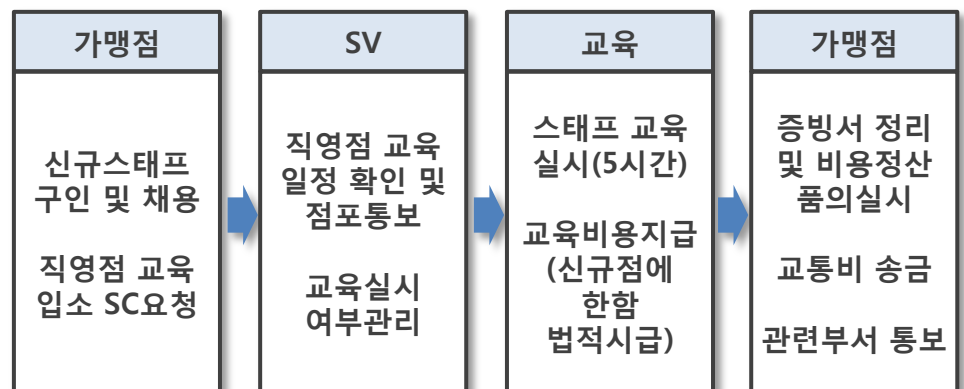 가맹점
신규스태프
구인 및 채용
직영점 교육
입소 SC요청
SV
직영점 교육
일정 확인 및
점포통보
교육실시
여부관리
교육
스태프 교육
실시(5시간)
교육비용지급
(신규점에
한함
법적시급)
가맹점
증빙서 정리
및 비용정산
품의실시
교통비 송금
관련부서 통보